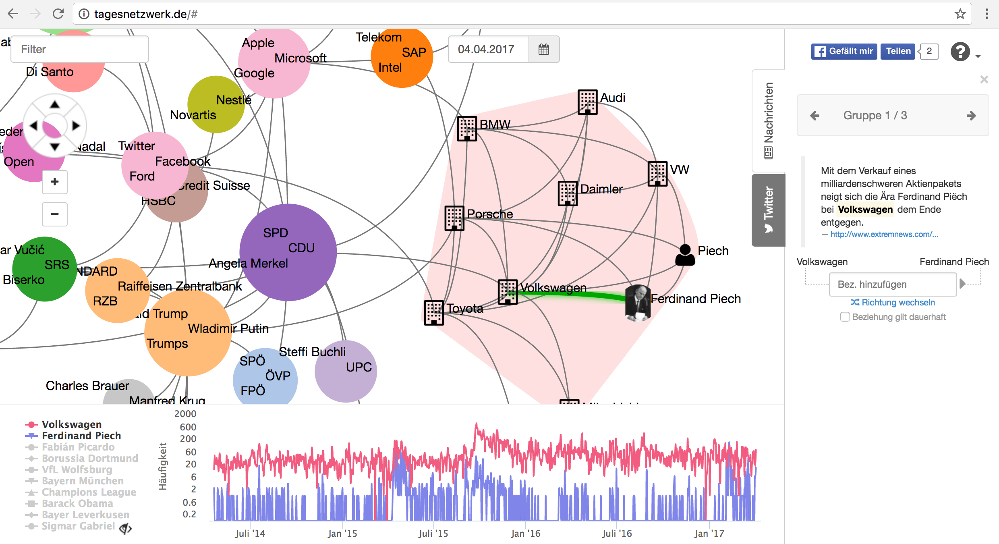 tagesnetzwerk.de/#
Filter
04.04.2017
Gefällt mir
Teilen
2
?
Apple
Microsoft
Google
Telekom
SAP
Intel
Di Santo
Nestlé
Novartis
Nadal
Open
Twitter
Facebook
Ford
Credit Suisse
HSBC
+
−
SPD
CDU
Angela Merkel
SRS
Biserko
Raiffeisen Zentralbank
RZB
Wladimir Putin
Trumps
Steffi Buchli
UPC
SPÖ
ÖVP
FPÖ
Charles Brauer
Manfred Krug
Audi
BMW
VW
Daimler
Porsche
Piech
Volkswagen
Ferdinand Piech
Toyota
Nachrichten
Twitter
×
Gruppe 1 / 3
Mit dem Verkauf eines
milliardenschweren Aktienpakets
neigt sich die Ära Ferdinand Piëch
bei Volkswagen dem Ende
entgegen.
— http://www.extremnews.com/...
Volkswagen
Ferdinand Piech
Bez. hinzufügen
Richtung wechseln
Beziehung gilt dauerhaft
Volkswagen
Ferdinand Piech
Fabián Picardo
Borussia Dortmund
VfL Wolfsburg
Bayern München
Champions League
Barack Obama
Bayer Leverkusen
Sigmar Gabriel
Häufigkeit
2000
600
200
60
20
6
2
0.6
0.2
Juli '14
Jan '15
Juli '15
Jan '16
Juli '16
Jan '17